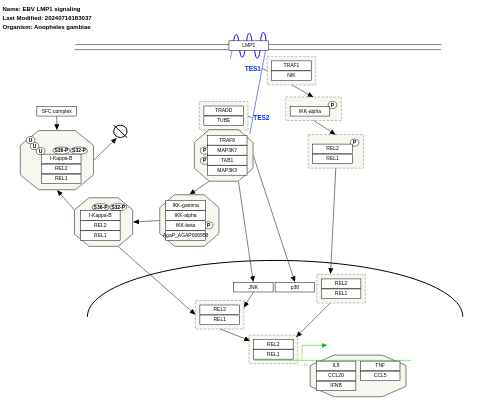 Name: EBV LMP1 signaling
Last Modified: 20240716183037
Organism: Anopheles gambiae
LMP1
TES1
TRAF1
NIK
P
IKK-alpha
SFC complex
TRADD
TUBE
TES2
TRAF6
P
MAP3K7
P
TAB1
MAP3K3
P
REL2
REL1
U
U
U
S36-P
S32-P
I-Kappa-B
REL2
REL1
S36-P
S32-P
I-Kappa-B
REL2
REL1
IKK-gamma
IKK-alpha
IKK-beta
P
AgaP_AGAP006958
JNK
p38
REL2
REL1
REL2
REL1
REL2
REL1
IL8
TNF
CCL20
CCL5
IFNB